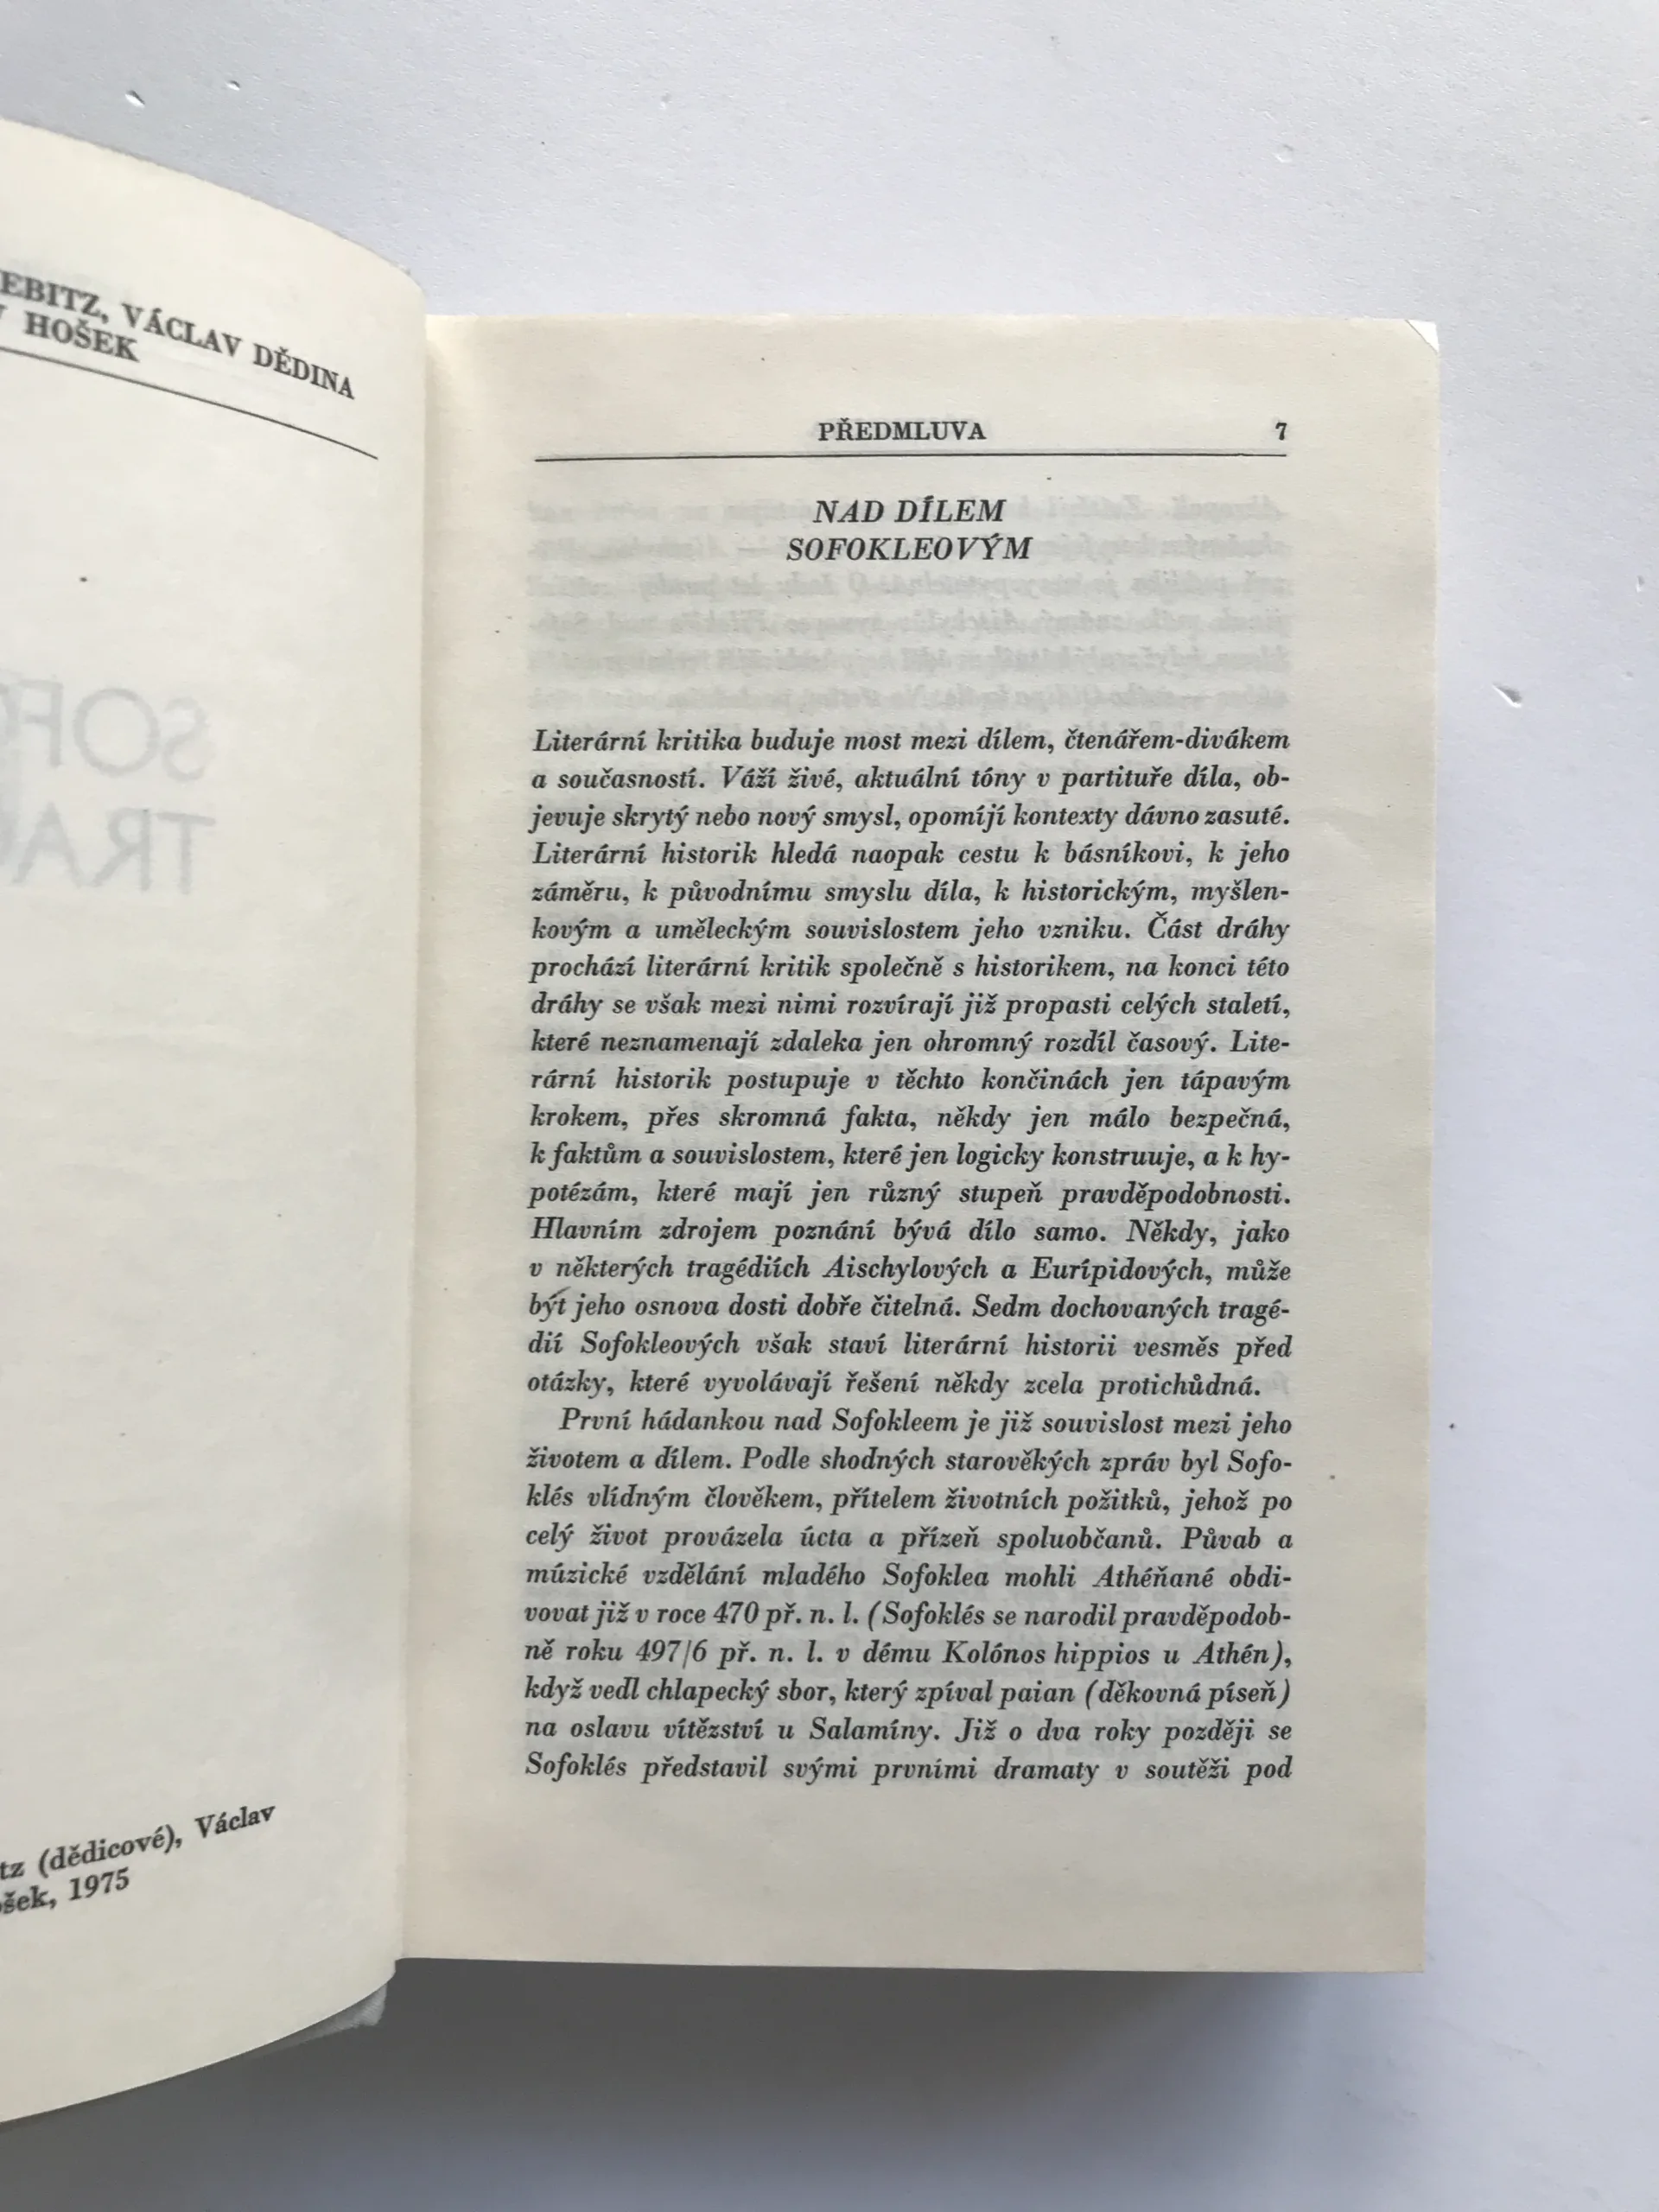 EBITZ, VÁCLAV DĚDINA
HOŠEK
tz (dědicové), Václav
ošek, 1975
PŘEDMLUVA 7
NAD DÍLEM
SOFOKLEOVÝM
Literární kritika buduje most mezi dílem, čtenářem-divákem
a současností. Váží živé, aktuální tóny v partituře díla, ob-
jevuje skrytý nebo nový smysl, opomíjí kontexty dávno zasuté.
Literární historik hledá naopak cestu k básníkovi, k jeho
záměru, k původnímu smyslu díla, k historickým, myšlen-
kovým a uměleckým souvislostem jeho vzniku. Část dráhy
prochází literární kritik společně s historikem, na konci této
dráhy se však mezi nimi rozvírají již propasti celých staletí,
které neznamenají zdaleka jen ohromný rozdíl časový. Lite-
rární historik postupuje v těchto končinách jen tápavým
krokem, přes skromná fakta, někdy jen málo bezpečná,
k faktům a souvislostem, které jen logicky konstruuje, a k hy-
potézám, které mají jen různý stupeň pravděpodobnosti.
Hlavním zdrojem poznání bývá dílo samo. Někdy, jako
v některých tragédiích Aischylových a Eurípidových, může
být jeho osnova dosti dobře čitelná. Sedm dochovaných tragé-
dií Sofokleových však staví literární historii vesměs před
otázky, které vyvolávají řešení někdy zcela protichůdná.
První hádankou nad Sofokleem je již souvislost mezi jeho
životem a dílem. Podle shodných starověkých zpráv byl Sofo-
klés vlídným člověkem, přítelem životních požitků, jehož po
celý život provázela úcta a přízeň spoluobčanů. Půvab a
múzické vzdělání mladého Sofoklea mohli Athéňané obdi-
vovat již v roce 470 př. n. l. (Sofoklés se narodil pravděpodob-
ně roku 497/6 př. n. l. v dému Kolónos hippios u Athén),
když vedl chlapecký sbor, který zpíval paian (děkovná píseň)
na oslavu vítězství u Salamíny. Již o dva roky později se
Sofoklés představil svými prvními dramaty v soutěži pod